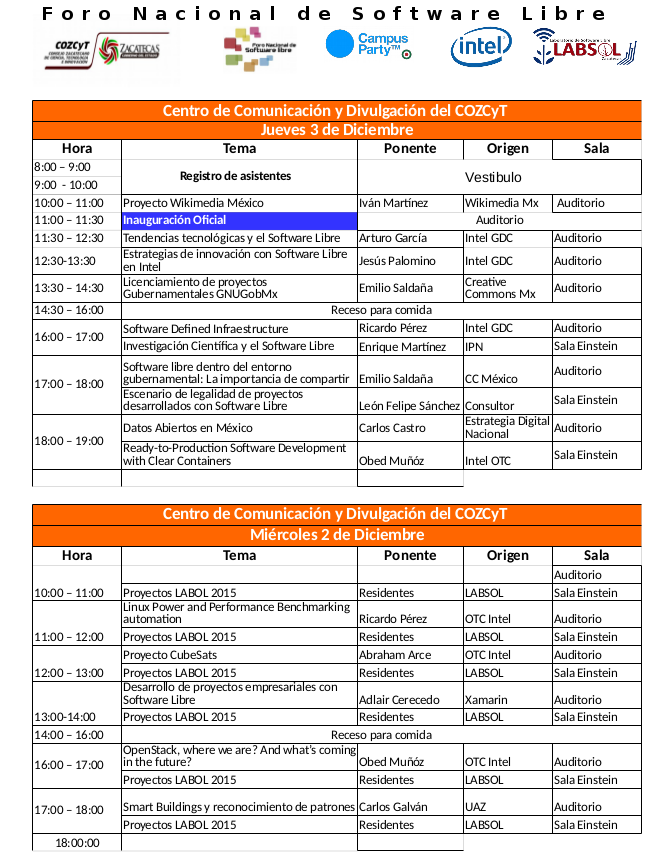 Foro Nacional de Software Libre
COZCyT
CONSEJO ZACATECANO
DE CIENCIA, TECNOLOGÍA
E INNOVACIÓN
ZACATECAS
Foro Nacional de
Software libre
Campus
Party™
intel
Laboratorio de Software Libre
LABSOL
Zacatecas
Centro de Comunicación y Divulgación del COZCyT
Jueves 3 de Diciembre
Hora Tema Ponente Origen Sala
8:00 – 9:00
Registro de asistentes Vestibulo
9:00 - 10:00
10:00 – 11:00 Proyecto Wikimedia México Iván Martínez Wikimedia Mx Auditorio
11:00 – 11:30 Inauguración Oficial Auditorio
11:30 – 12:30 Tendencias tecnológicas y el Software Libre Arturo García Intel GDC Auditorio
12:30-13:30 Estrategias de innovación con Software Libre
en Intel Jesús Palomino Intel GDC Auditorio
13:30 – 14:30 Licenciamiento de proyectos
Gubernamentales GNUGobMx Emilio Saldaña Creative
Commons Mx Auditorio
14:30 – 16:00 Receso para comida
16:00 – 17:00 Software Defined Infraestructure Ricardo Pérez Intel GDC Auditorio
Investigación Científica y el Software Libre Enrique Martínez IPN Sala Einstein
17:00 – 18:00 Software libre dentro del entorno
gubernamental: La importancia de compartir Emilio Saldaña CC México Auditorio
Escenario de legalidad de proyectos
desarrollados con Software Libre León Felipe Sánchez Consultor Sala Einstein
18:00 – 19:00 Datos Abiertos en México Carlos Castro Estrategia Digital
Nacional Auditorio
Ready-to-Production Software Development
with Clear Containers Obed Muñóz Intel OTC Sala Einstein
Centro de Comunicación y Divulgación del COZCyT
Miércoles 2 de Diciembre
Hora Tema Ponente Origen Sala
Auditorio
10:00 – 11:00 Proyectos LABOL 2015 Residentes LABSOL Sala Einstein
Linux Power and Performance Benchmarking
automation Ricardo Pérez OTC Intel Auditorio
11:00 – 12:00 Proyectos LABOL 2015 Residentes LABSOL Sala Einstein
Proyecto CubeSats Abraham Arce OTC Intel Auditorio
12:00 – 13:00 Proyectos LABOL 2015 Residentes LABSOL Sala Einstein
Desarrollo de proyectos empresariales con
Software Libre Adlair Cerecedo Xamarin Auditorio
13:00-14:00 Proyectos LABOL 2015 Residentes LABSOL Sala Einstein
14:00 – 16:00 Receso para comida
16:00 – 17:00 OpenStack, where we are? And what's coming
in the future? Obed Muñóz OTC Intel Auditorio
Proyectos LABOL 2015 Residentes LABSOL Sala Einstein
17:00 – 18:00 Smart Buildings y reconocimiento de patrones Carlos Galván UAZ Auditorio
Proyectos LABOL 2015 Residentes LABSOL Sala Einstein
18:00:00